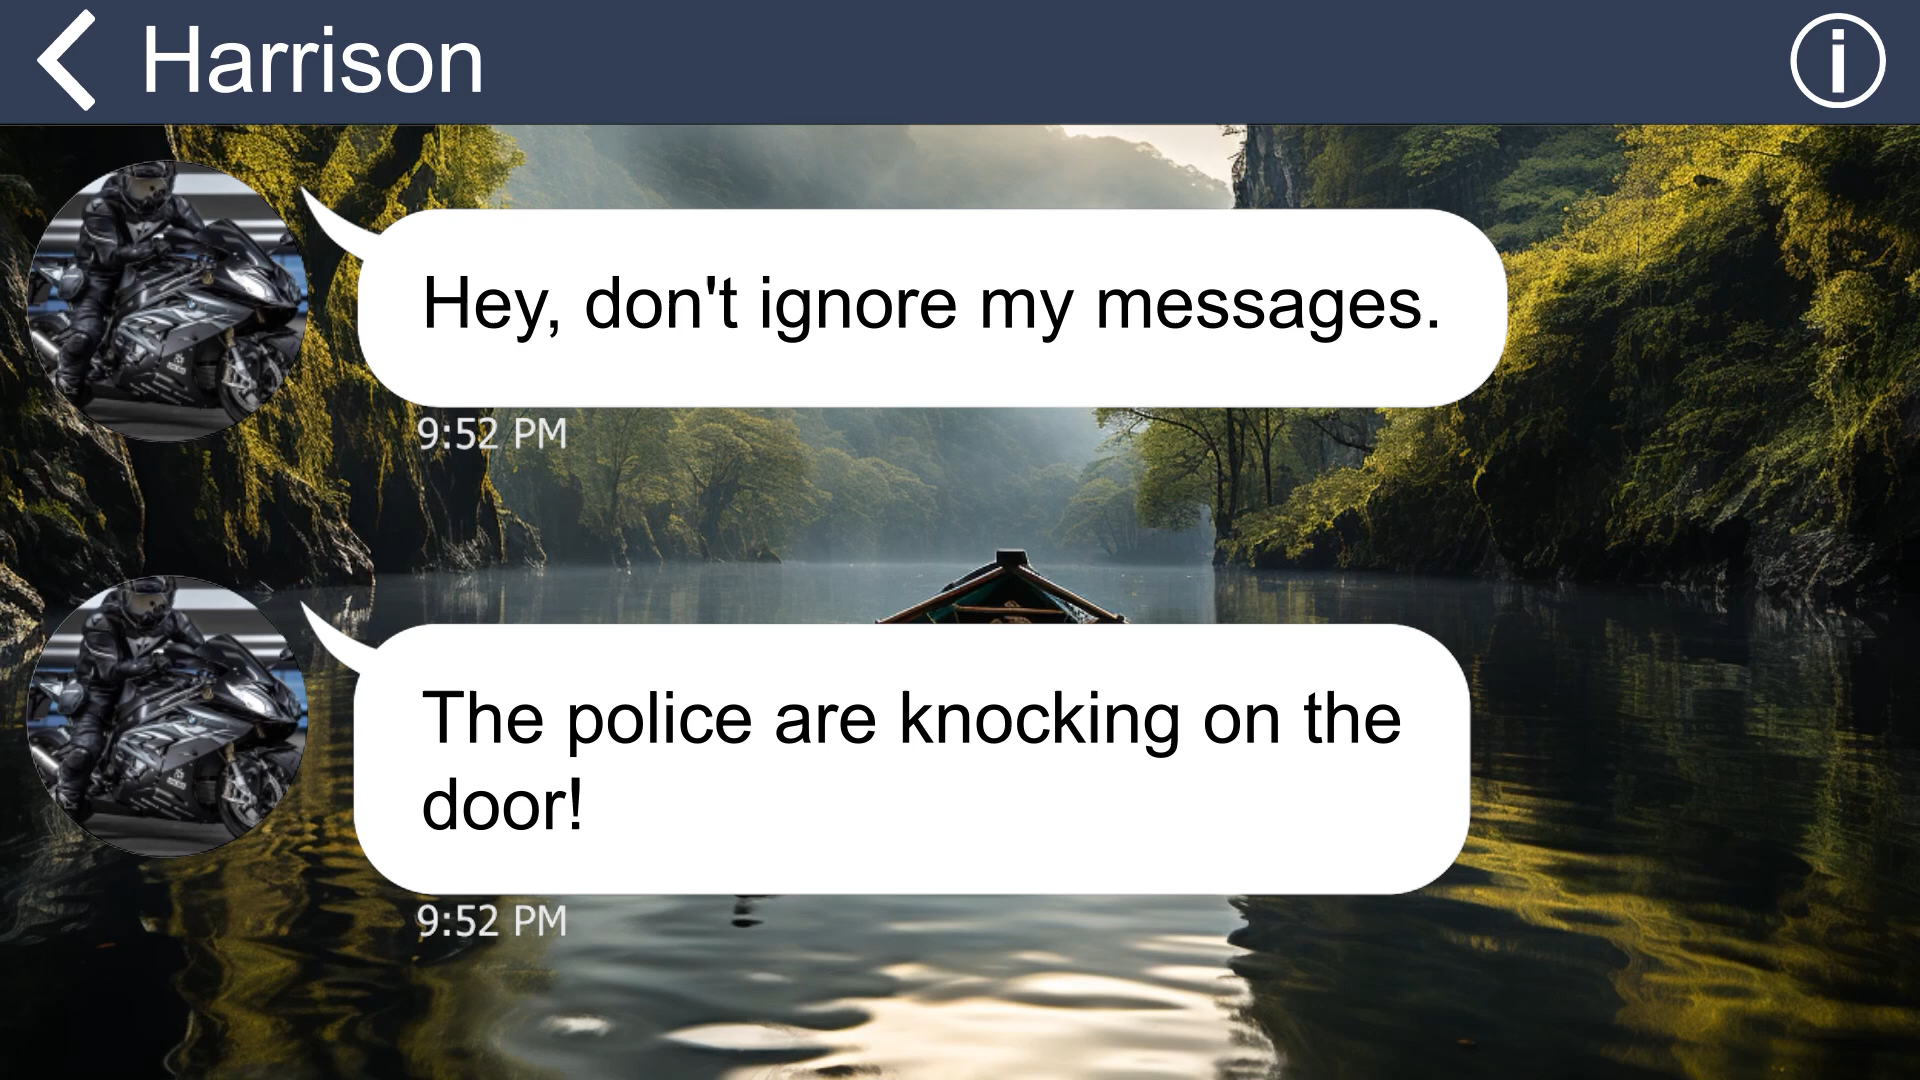 Harrison
Hey, don't ignore my messages.
9:52 PM
The police are knocking on the
door!
9:52 PM